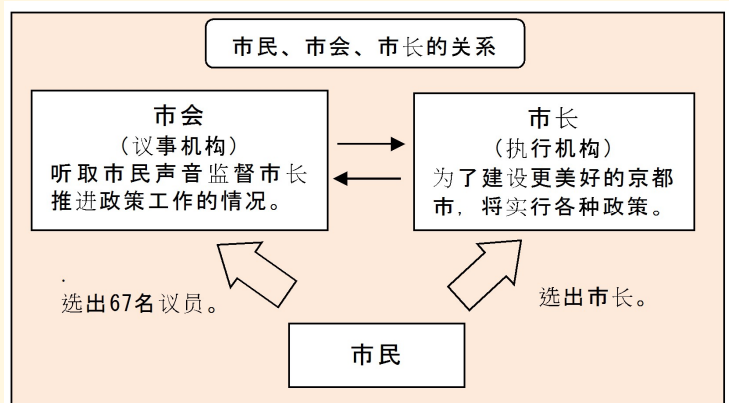 市民、市会、市长的关系
市会
（议事机构）
听取市民声音监督市长
推进政策工作的情况。
市长
（执行机构）
为了建设更美好的京都
市，将实行各种政策。
.
选出67名议员。
选出市长。
市民